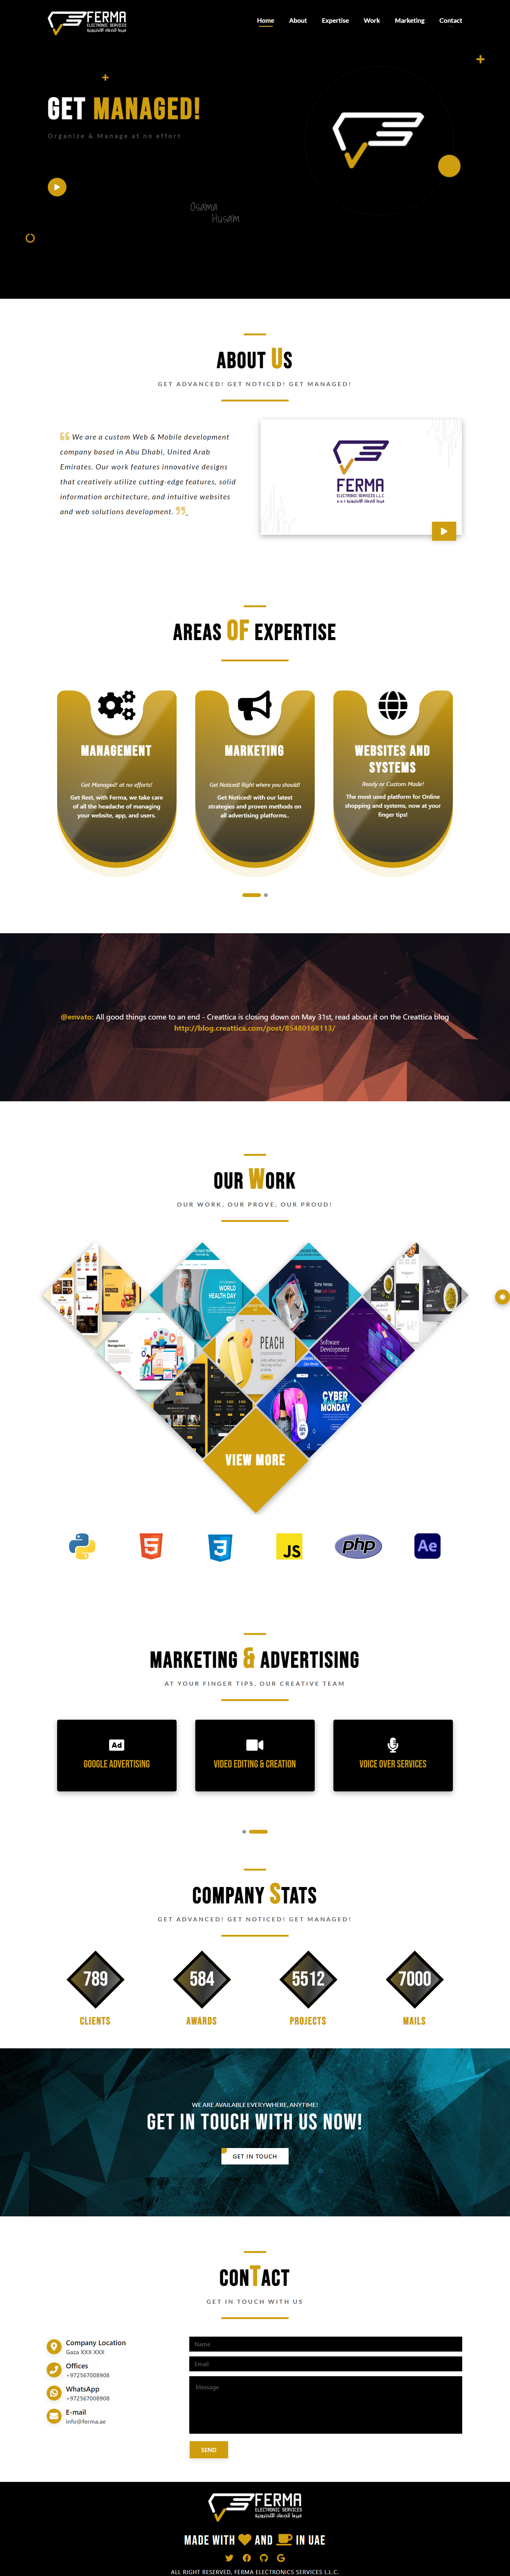 FERMA
ELECTRONIC SERVICES
فيرما للخدمات الالكترونية
Home About Expertise Work Marketing Contact
GET MANAGED!
Organize & Manage at no effort
Osama
Husam
ABOUT US
GET ADVANCED! GET NOTICED! GET MANAGED!
We are a custom Web & Mobile development
company based in Abu Dhabi, United Arab
Emirates. Our work features innovative designs
that creatively utilize cutting-edge features, solid
information architecture, and intuitive websites
and web solutions development.
FERMA
ELECTRONIC SERVICES L.L.C
فيرما للخدمات الالكترونية ذ.م.م
AREAS OF EXPERTISE
MANAGEMENT
Get Managed! at no efforts!
Get Rest, with Ferma, we take care
of all the headache of managing
your website, app, and users.
MARKETING
Get Noticed! Right where you should!
Get Noticed! with our latest
strategies and proven methods on
all advertising platforms..
WEBSITES AND
SYSTEMS
Ready or Custom Made!
The most used platform for Online
shopping and systems, now at your
finger tips!
@envato: All good things come to an end - Creattica is closing down on May 31st, read about it on the Creattica blog
http://blog.creattica.com/post/85480168113/
OUR WORK
OUR WORK, OUR PROVE, OUR PROUD!
WORLD
HEALTH DAY
Some Heroes
Wear Lab Coats
Content
Management
PEACH
Software
Development
CYBER
MONDAY
VIEW MORE
5
3
JS
php
Ae
MARKETING & ADVERTISING
AT YOUR FINGER TIPS, OUR CREATIVE TEAM
Ad
GOOGLE ADVERTISING
VIDEO EDITING & CREATION
VOICE OVER SERVICES
COMPANY STATS
GET ADVANCED! GET NOTICED! GET MANAGED!
789 584 5512 7000
CLIENTS AWARDS PROJECTS MAILS
WE ARE AVAILABLE EVERYWHERE, ANYTIME!
GET IN TOUCH WITH US NOW!
GET IN TOUCH
CONTACT
GET IN TOUCH WITH US
Company Location
Gaza XXX XXX
Offices
+972567008908
WhatsApp
+972567008908
E-mail
info@ferma.ae
Name
Email
Message
SEND
FERMA
ELECTRONIC SERVICES
فيرما للخدمات الالكترونية
MADE WITH AND IN UAE
ALL RIGHT RESERVED, FERMA ELECTRONICS SERVICES L.L.C.